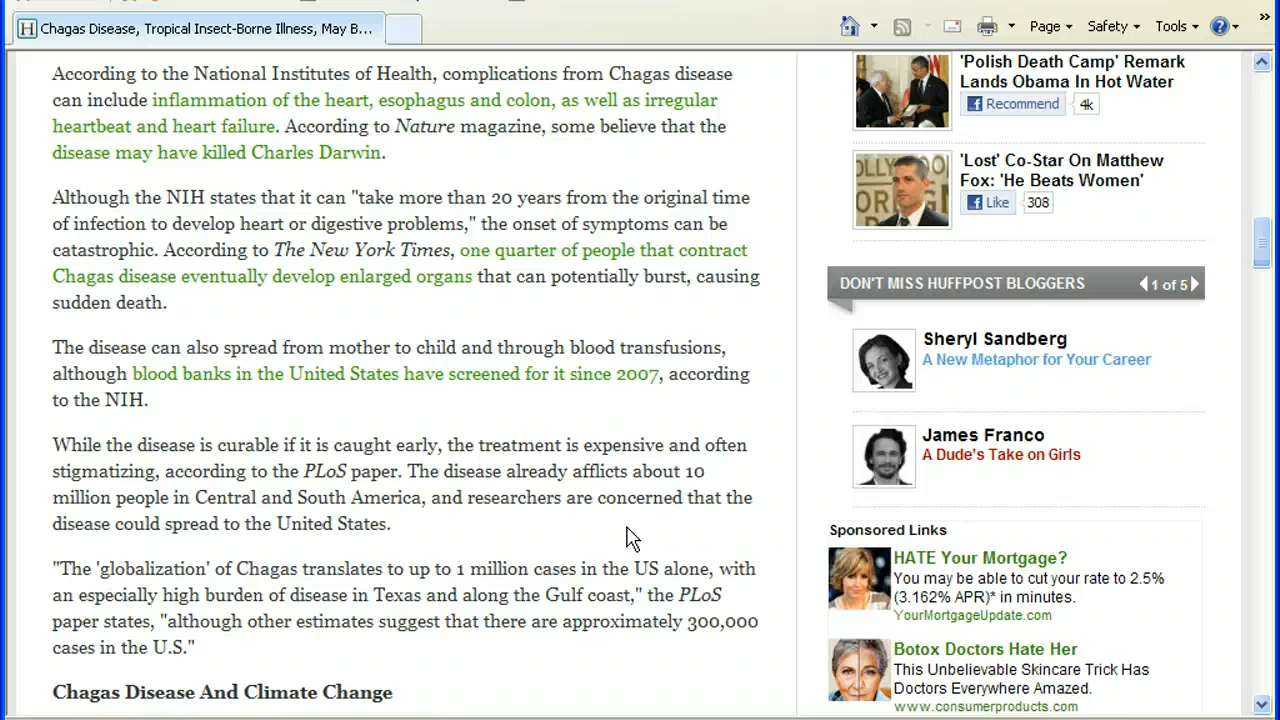 Chagas Disease, Tropical Insect-Borne Illness, May B...
Page
Safety
Tools
According to the National Institutes of Health, complications from Chagas disease
can include inflammation of the heart, esophagus and colon, as well as irregular
heartbeat and heart failure. According to Nature magazine, some believe that the
disease may have killed Charles Darwin.
Although the NIH states that it can "take more than 20 years from the original time
of infection to develop heart or digestive problems," the onset of symptoms can be
catastrophic. According to The New York Times, one quarter of people that contract
Chagas disease eventually develop enlarged organs that can potentially burst, causing
sudden death.
The disease can also spread from mother to child and through blood transfusions,
although blood banks in the United States have screened for it since 2007, according
to the NIH.
While the disease is curable if it is caught early, the treatment is expensive and often
stigmatizing, according to the PLoS paper. The disease already afflicts about 10
million people in Central and South America, and researchers are concerned that the
disease could spread to the United States.
"The 'globalization' of Chagas translates to up to 1 million cases in the US alone, with
an especially high burden of disease in Texas and along the Gulf coast," the PLoS
paper states, "although other estimates suggest that there are approximately 300,000
cases in the U.S."
Chagas Disease And Climate Change
'Polish Death Camp' Remark
Lands Obama In Hot Water
Recommend 4k
'Lost' Co-Star On Matthew
Fox: 'He Beats Women'
Like 308
DON'T MISS HUFFPOST BLOGGERS
1 of 5
Sheryl Sandberg
A New Metaphor for Your Career
James Franco
A Dude's Take on Girls
Sponsored Links
HATE Your Mortgage?
You may be able to cut your rate to 2.5%
(3.162% APR)* in minutes.
YourMortgageUpdate.com
Botox Doctors Hate Her
This Unbelievable Skincare Trick Has
Doctors Everywhere Amazed.
www.consumerproducts.com